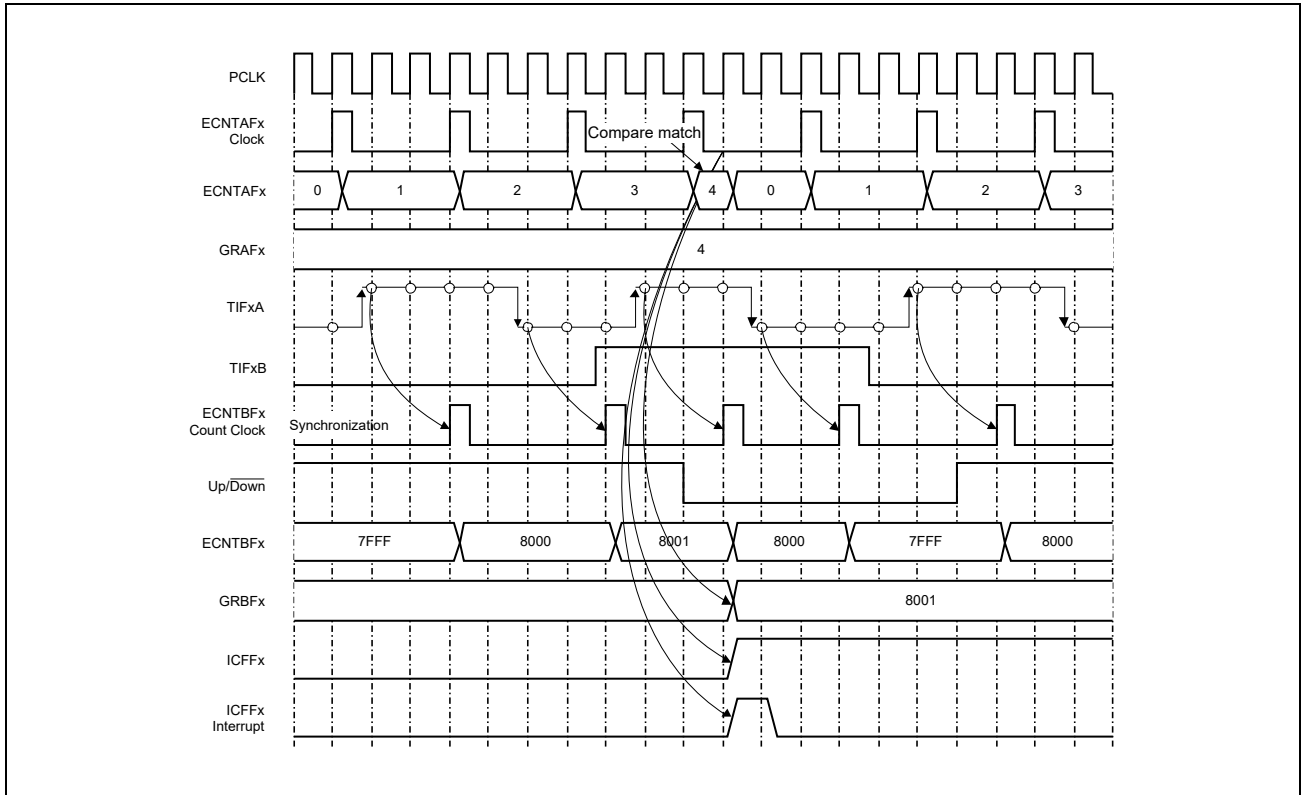 PCLK
ECNTAFx
Clock
Compare match
ECNTAFx
0 1 2 3 4 0 1 2 3
GRAFx
4
TIFxA
TIFxB
ECNTBFx
Count Clock
Synchronization
Up/Down
ECNTBFx
7FFF 8000 8001 8000 7FFF 8000
GRBFx
8001
ICFFx
ICFFx
Interrupt